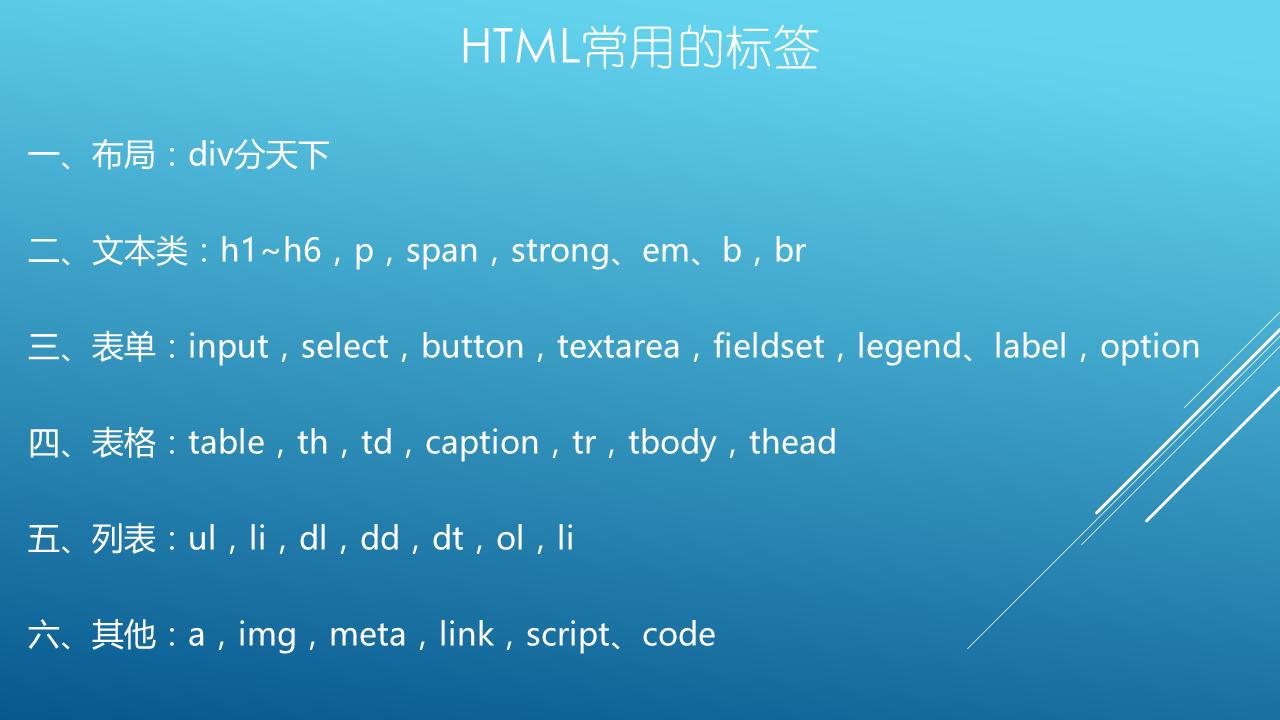 HTML常用的标签
一、布局：div分天下
二、文本类：h1~h6，p，span，strong、em、b，br
三、表单：input，select，button，textarea，fieldset，legend、label，option
四、表格：table，th，td，caption，tr，tbody，thead
五、列表：ul，li，dl，dd，dt，ol，li
六、其他：a，img，meta，link，script、code